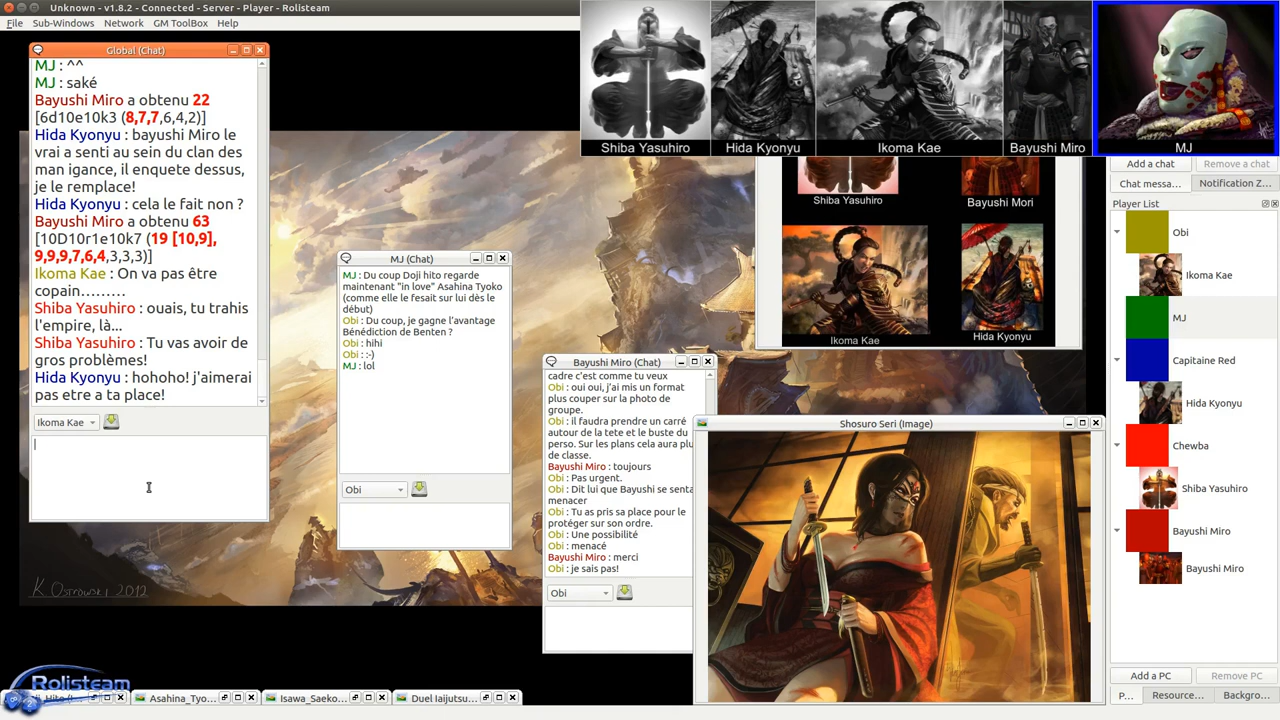 Unknown - v1.8.2 - Connected - Server - Player - Rolisteam
File Sub-Windows Network GM ToolBox Help
Global (Chat)
MJ : ^^
MJ : saké
Bayushi Miro a obtenu 22
[6d10e10k3 (8,7,7,6,4,2)]
Hida Kyonyu : bayushi Miro le
vrai a senti au sein du clan des
man igance, il enquete dessus,
je le remplace!
Hida Kyonyu : cela le fait non ?
Bayushi Miro a obtenu 63
[10D10r1e10k7 (19 [10,9],
9,9,9,7,6,4,3,3,3)]
Ikoma Kae : On va pas être
copain.........
Shiba Yasuhiro : ouais, tu trahis
l'empire, là...
Shiba Yasuhiro : Tu vas avoir de
gros problèmes!
Hida Kyonyu : hohoho! j'aimerai
pas etre a ta place!
Ikoma Kae
MJ (Chat)
MJ : Du coup Doji hito regarde
maintenant "in love" Asahina Tyoko
(comme elle le fesait sur lui dès le
début)
Obi : Du coup, je gagne l'avantage
Bénédiction de Benten ?
Obi : hihi
Obi : :-)
MJ : lol
Obi
Bayushi Miro (Chat)
cadre c'est comme tu veux
Obi : oui oui, j'ai mis un format
plus couper sur la photo de
groupe.
Obi : il faudra prendre un carré
autour de la tete et le buste du
perso. Sur les plans cela aura plu
de classe.
Bayushi Miro : toujours
Obi : Pas urgent.
Obi : Dit lui que Bayushi se senta
menacer
Obi : Tu as pris sa place pour le
protéger sur son ordre.
Obi : Une possibilité
Obi : menacé
Bayushi Miro : merci
Obi : je sais pas!
Obi
Shiba Yasuhiro
Hida Kyonyu
Ikoma Kae
Bayushi Miro
MJ
Shiba Yasuhiro
Bayushi Mori
Ikoma Kae
Hida Kyonyu
Shosuro Seri (Image)
Add a chat Remove a chat
Chat messa... Notification Z...
Player List
Obi
Ikoma Kae
MJ
Capitaine Red
Hida Kyonyu
Chewba
Shiba Yasuhiro
Bayushi Miro
Bayushi Miro
Add a PC Remove PC
P... Resource... Backgro...
K Ostrowski 2012
Rolisteam
Asahina_Tyo...
Isawa_Saeko...
Duel Iaijutsu...